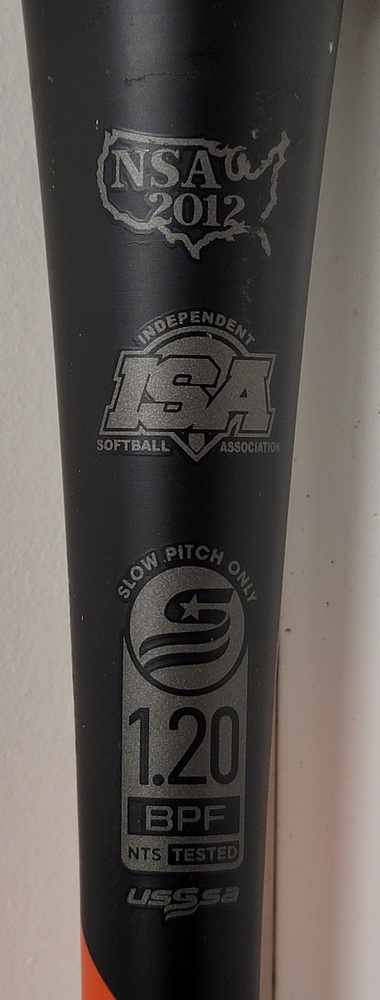 NSA
2012
INDEPENDENT
ISA
SOFTBALL ASSOCIATION
SLOW PITCH ONLY
S
1.20
BPF
NTS TESTED
usssa